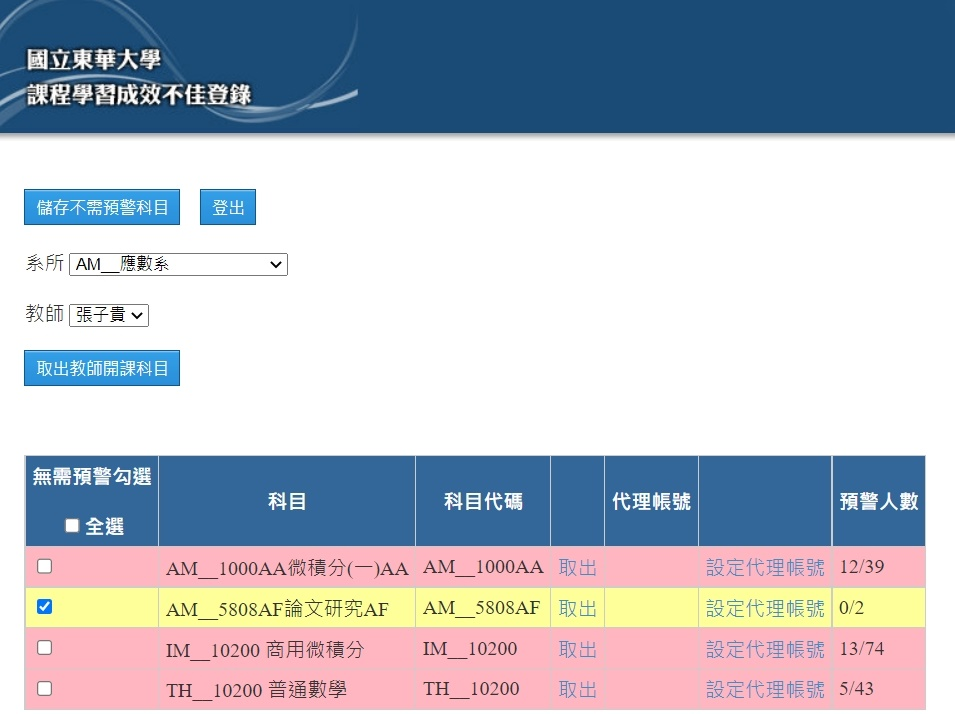 國立東華大學
課程學習成效不佳登錄
儲存不需預警科目 登出
系所 AM__應數系
教師 張子貴
取出教師開課科目
無需預警勾選
全選
科目 科目代碼 代理帳號 預警人數
AM__1000AA微積分(一)AA AM__1000AA 取出 設定代理帳號 12/39
AM__5808AF論文研究AF AM__5808AF 取出 設定代理帳號 0/2
IM__10200 商用微積分 IM__10200 取出 設定代理帳號 13/74
TH__10200 普通數學 TH__10200 取出 設定代理帳號 5/43